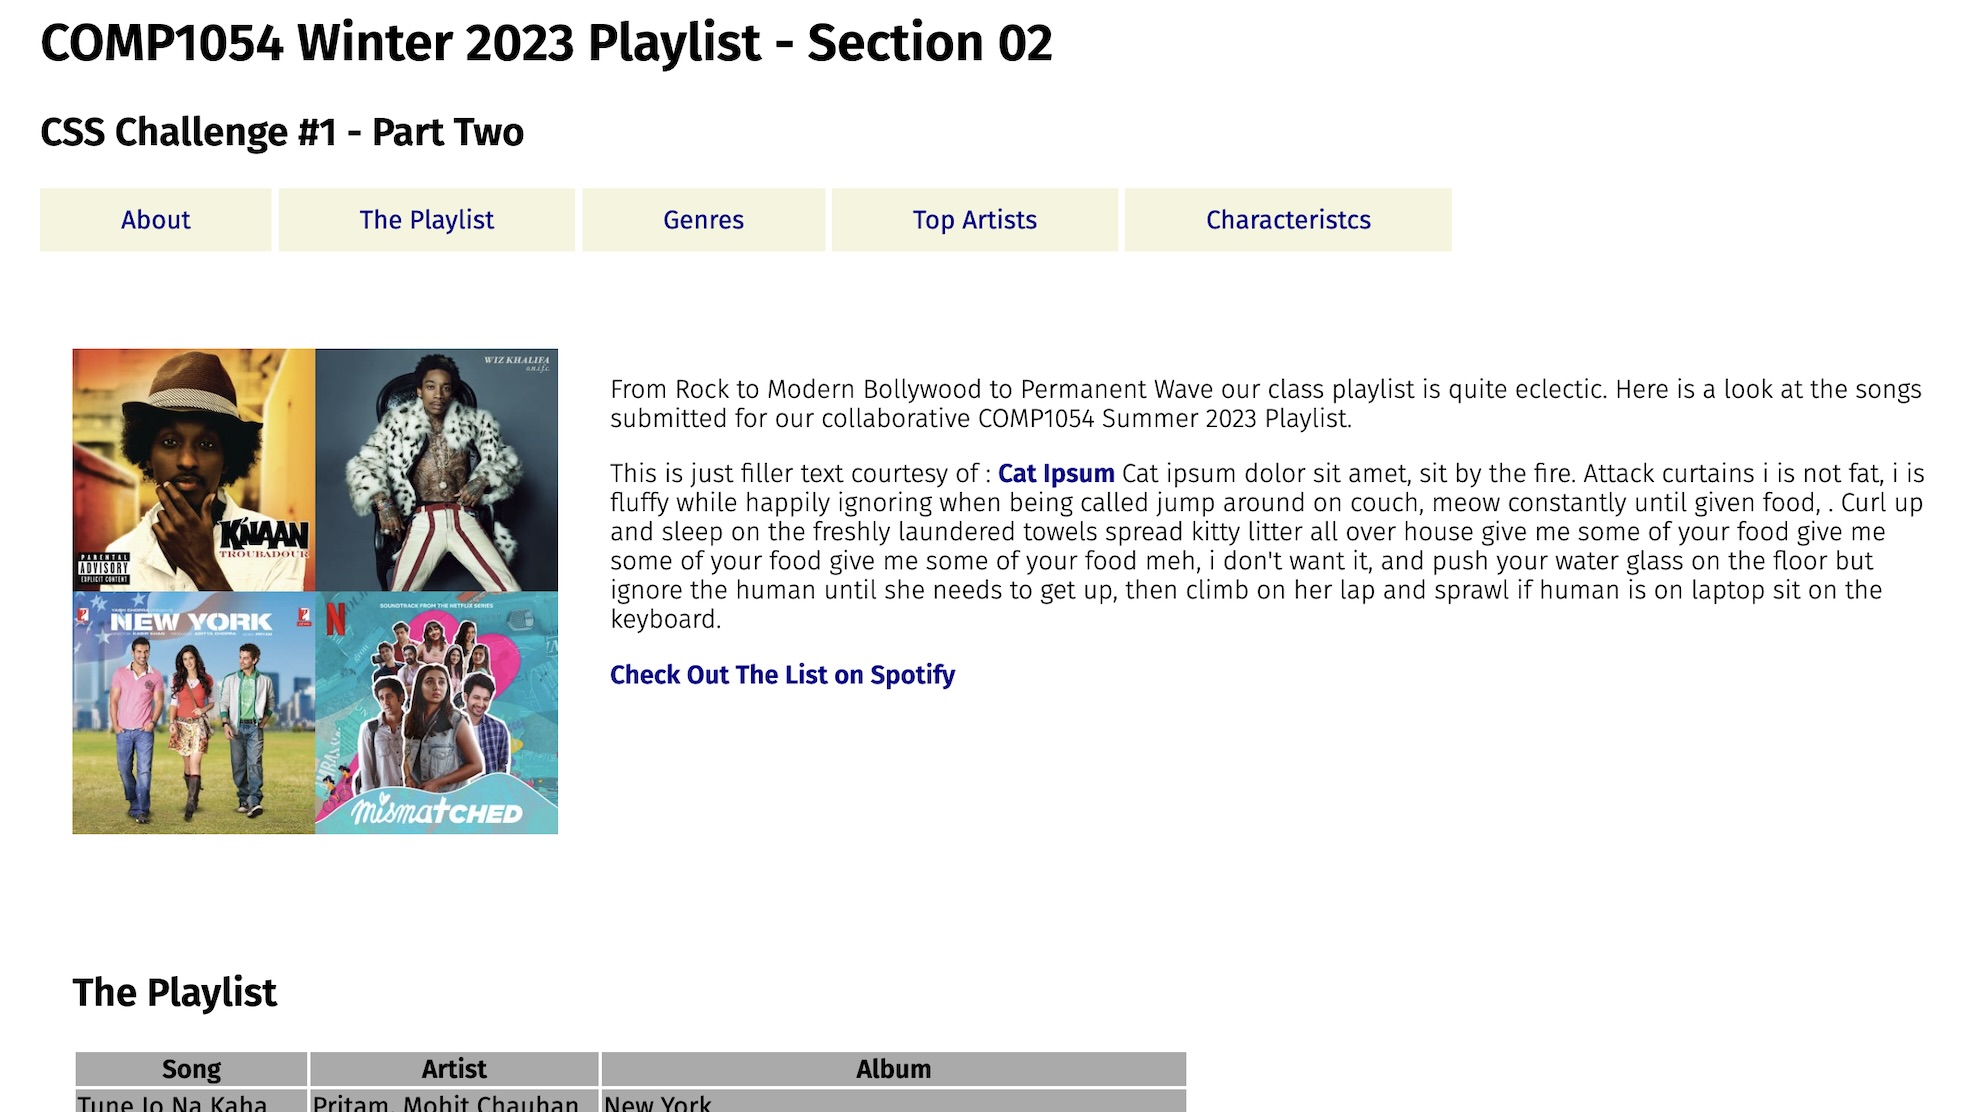 COMP1054 Winter 2023 Playlist - Section 02
CSS Challenge #1 - Part Two
About The Playlist Genres Top Artists Characteristcs
WIZ KHALIFA
o.n.i.f.c.
K'NAAN
TROUBADOUR
PARENTAL
ADVISORY
EXPLICIT CONTENT
NEW YORK
SOUNDTRACK FROM THE NETFLIX SERIES
N
mismatCHED
From Rock to Modern Bollywood to Permanent Wave our class playlist is quite eclectic. Here is a look at the songs
submitted for our collaborative COMP1054 Summer 2023 Playlist.
This is just filler text courtesy of : Cat Ipsum Cat ipsum dolor sit amet, sit by the fire. Attack curtains i is not fat, i is
fluffy while happily ignoring when being called jump around on couch, meow constantly until given food, . Curl up
and sleep on the freshly laundered towels spread kitty litter all over house give me some of your food give me
some of your food give me some of your food meh, i don't want it, and push your water glass on the floor but
ignore the human until she needs to get up, then climb on her lap and sprawl if human is on laptop sit on the
keyboard.
Check Out The List on Spotify
The Playlist
Song Artist Album
Tune Jo Na Kaha Pritam, Mohit Chauhan New York